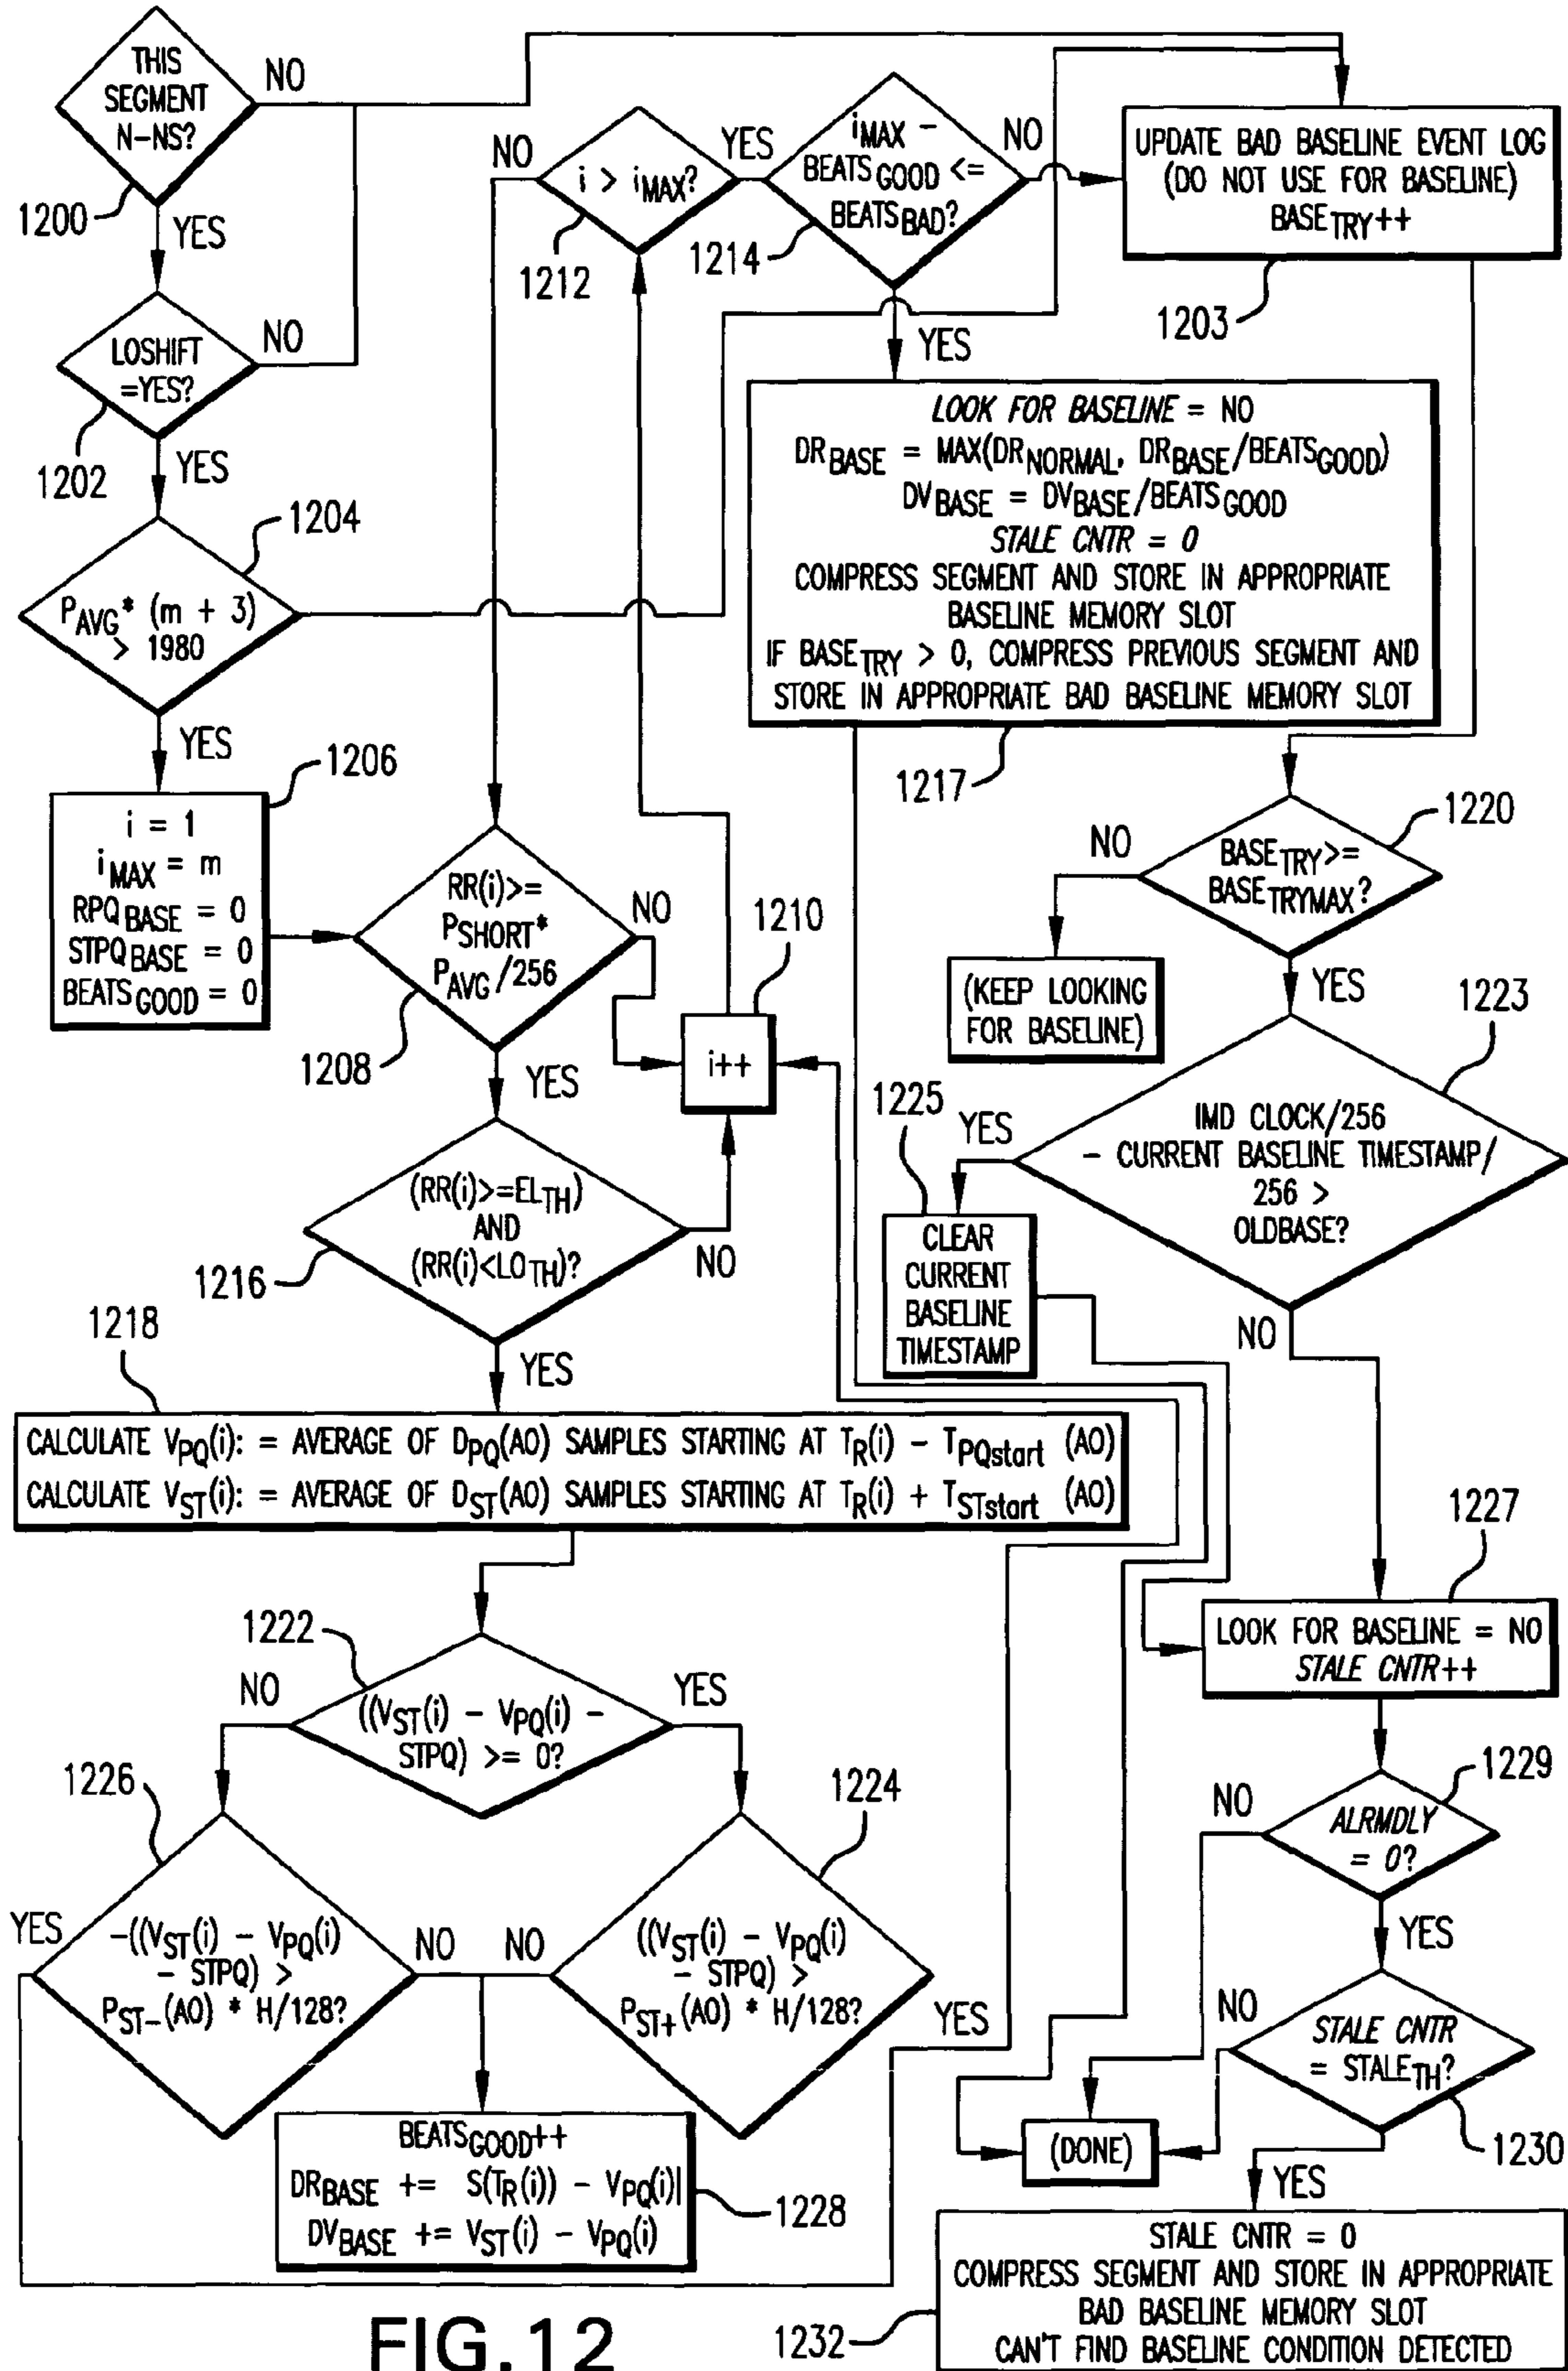 THIS
SEGMENT
N-NS?
NO
1200
YES
LOSHIFT
=YES?
NO
1202
YES
1204
P_AVG* (m + 3)
> 1980
YES
1206
i = 1
i_MAX = m
RPQ_BASE = 0
STPQ_BASE = 0
BEATS_GOOD = 0
NO
i > i_MAX?
YES
1212
i_MAX –
BEATS_GOOD <=
BEATS_BAD?
NO
1214
YES
UPDATE BAD BASELINE EVENT LOG
(DO NOT USE FOR BASELINE)
BASE_TRY++
1203
LOOK FOR BASELINE = NO
DR_BASE = MAX(DR_NORMAL, DR_BASE/BEATS_GOOD)
DV_BASE = DV_BASE/BEATS_GOOD
STALE CNTR = 0
COMPRESS SEGMENT AND STORE IN APPROPRIATE
BASELINE MEMORY SLOT
IF BASE_TRY > 0, COMPRESS PREVIOUS SEGMENT AND
STORE IN APPROPRIATE BAD BASELINE MEMORY SLOT
1217
RR(i)>=
P_SHORT*
P_AVG/256
NO
1208
YES
1210
i++
(RR(i)>=EL_TH)
AND
(RR(i)<LO_TH)?
NO
1216
YES
1220
NO
BASE_TRY>=
BASE_TRYMAX?
YES
(KEEP LOOKING
FOR BASELINE)
1223
IMD CLOCK/256
– CURRENT BASELINE TIMESTAMP/
256 >
OLDBASE?
YES
NO
1225
CLEAR
CURRENT
BASELINE
TIMESTAMP
1218
CALCULATE V_PQ(i): = AVERAGE OF D_PQ(A0) SAMPLES STARTING AT T_R(i) – T_PQstart (A0)
CALCULATE V_ST(i): = AVERAGE OF D_ST(A0) SAMPLES STARTING AT T_R(i) + T_STstart (A0)
1222
NO
((V_ST(i) – V_PQ(i) –
STPQ) >= 0?
YES
1226
YES
–((V_ST(i) – V_PQ(i)
– STPQ) >
P_ST–(A0) * H/128?
NO
1224
NO
((V_ST(i) – V_PQ(i)
– STPQ) >
P_ST+(A0) * H/128?
YES
BEATS_GOOD++
DR_BASE += S(T_R(i)) – V_PQ(i)|
DV_BASE += V_ST(i) – V_PQ(i)
1228
1227
LOOK FOR BASELINE = NO
STALE CNTR++
1229
NO
ALRMDLY
= 0?
YES
NO
STALE CNTR
= STALE_TH?
1230
YES
(DONE)
STALE CNTR = 0
COMPRESS SEGMENT AND STORE IN APPROPRIATE
BAD BASELINE MEMORY SLOT
CAN'T FIND BASELINE CONDITION DETECTED
1232
FIG.12